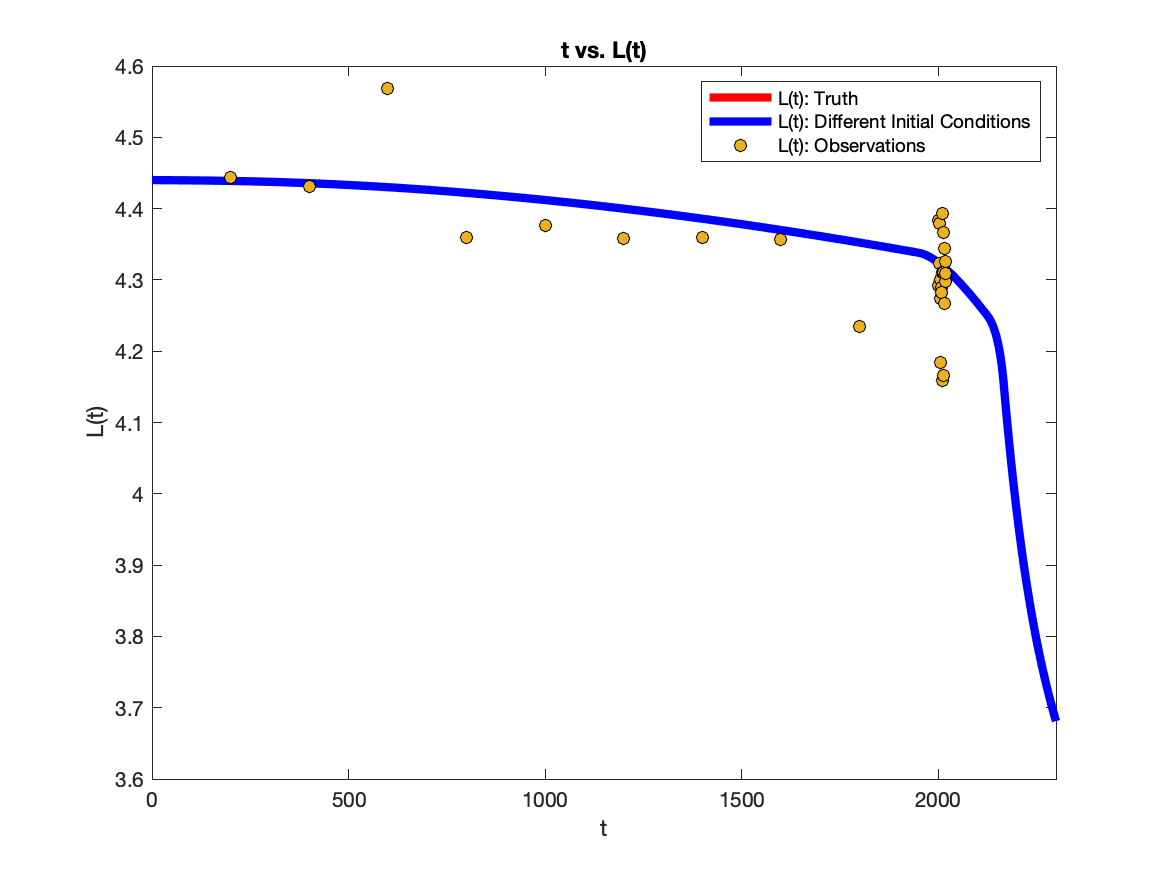 t vs. L(t)
4.6
4.5
4.4
4.3
4.2
4.1
4
3.9
3.8
3.7
3.6
L(t)
L(t): Truth
L(t): Different Initial Conditions
L(t): Observations
0 500 1000 1500 2000
t